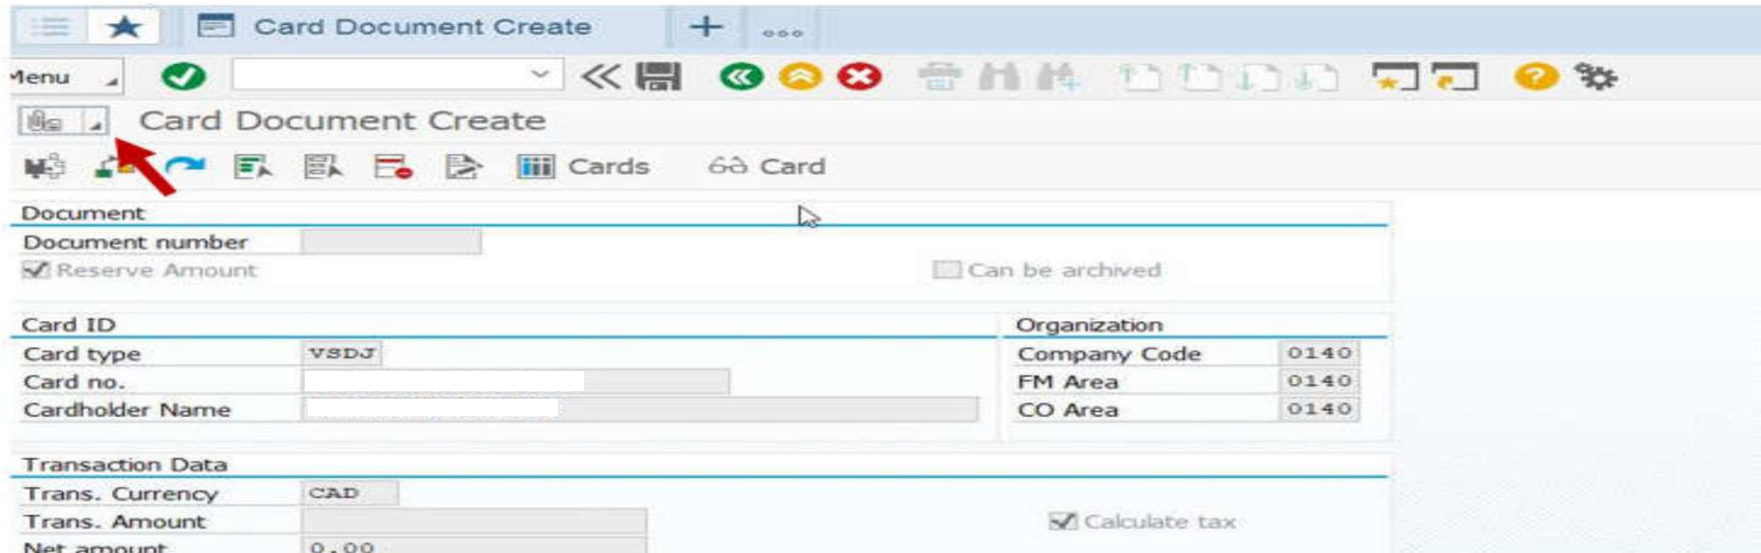 Card Document Create
Menu
Card Document Create
Cards Card
Document
Document number
Reserve Amount Can be archived
Card ID Organization
Card type VSDJ Company Code 0140
Card no. FM Area 0140
Cardholder Name CO Area 0140
Transaction Data
Trans. Currency CAD
Trans. Amount Calculate tax
Net amount 0.00